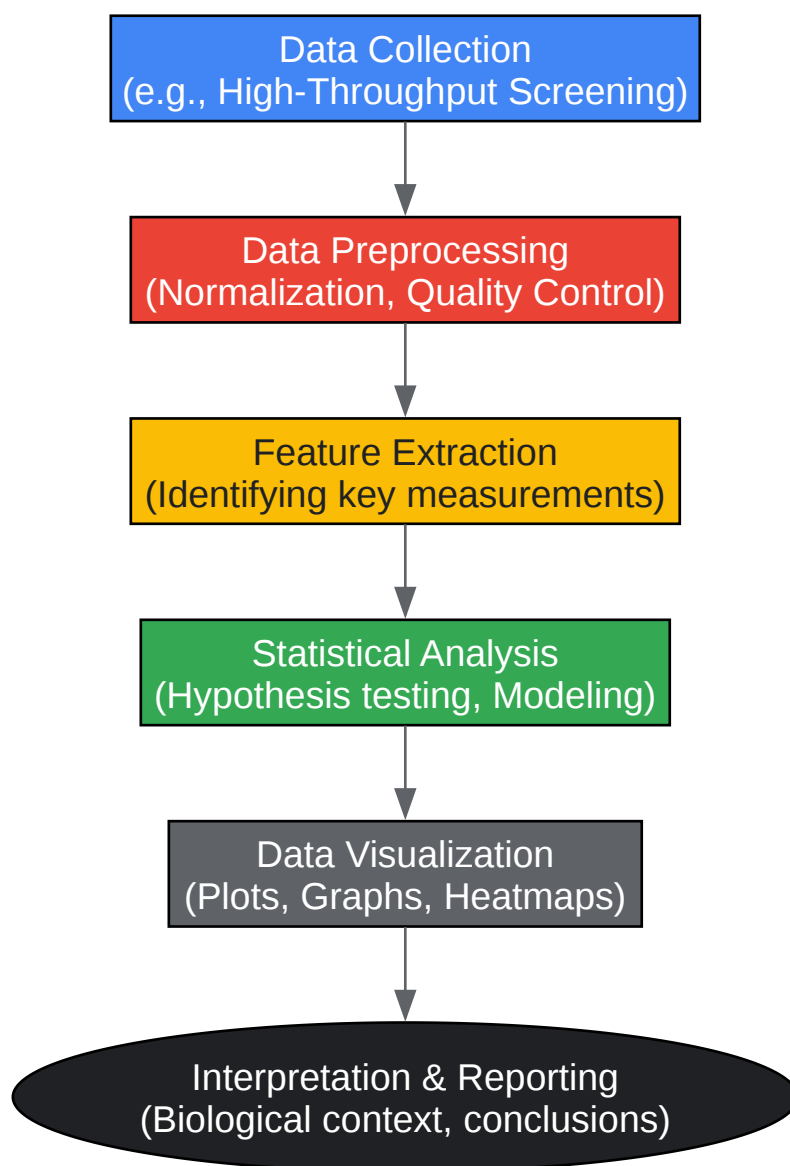 Data Collection
(e.g., High-Throughput Screening)
Data Preprocessing
(Normalization, Quality Control)
Feature Extraction
(Identifying key measurements)
Statistical Analysis
(Hypothesis testing, Modeling)
Data Visualization
(Plots, Graphs, Heatmaps)
Interpretation & Reporting
(Biological context, conclusions)